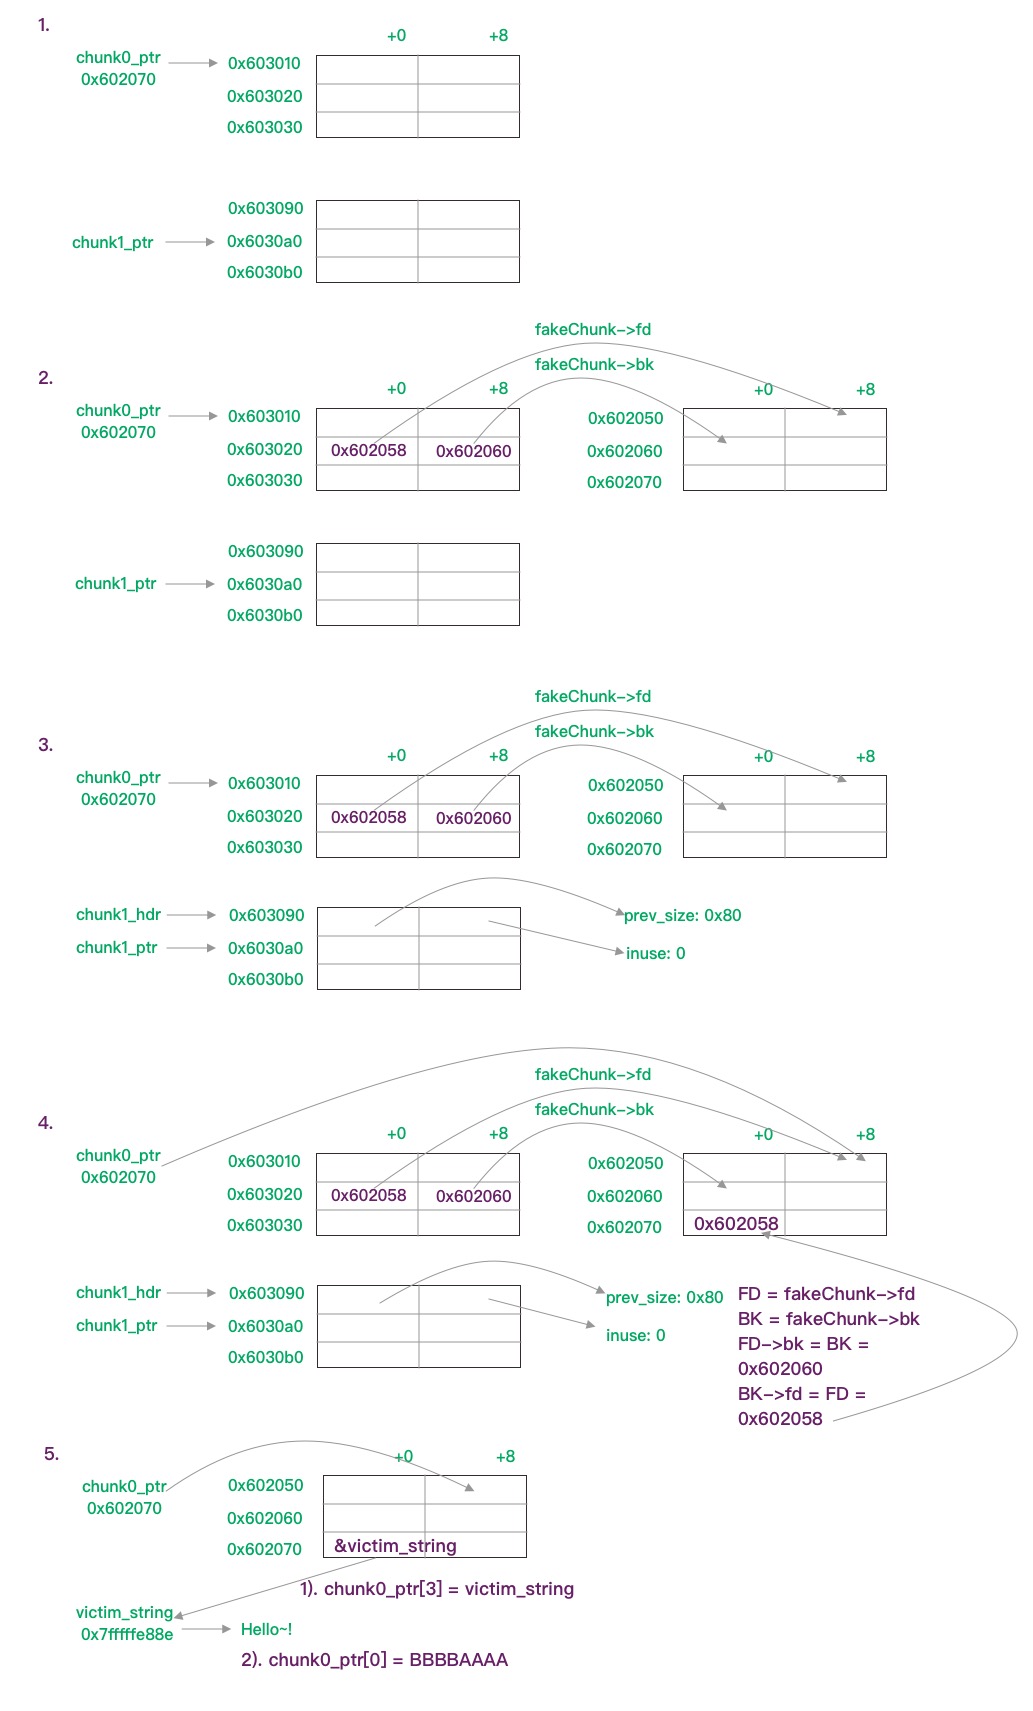 1.
+0 +8
chunk0_ptr
0x602070
0x603010
0x603020
0x603030
0x603090
chunk1_ptr 0x6030a0
0x6030b0
fakeChunk->fd
fakeChunk->bk
2.
+0 +8 +0 +8
chunk0_ptr
0x602070
0x603010 0x602050
0x603020 0x602058 0x602060 0x602060
0x603030 0x602070
0x603090
chunk1_ptr 0x6030a0
0x6030b0
fakeChunk->fd
fakeChunk->bk
3.
+0 +8 +0 +8
chunk0_ptr
0x602070
0x603010 0x602050
0x603020 0x602058 0x602060 0x602060
0x603030 0x602070
chunk1_hdr 0x603090 prev_size: 0x80
chunk1_ptr 0x6030a0 inuse: 0
0x6030b0
fakeChunk->fd
fakeChunk->bk
4.
+0 +8 +0 +8
chunk0_ptr
0x602070
0x603010 0x602050
0x603020 0x602058 0x602060 0x602060
0x603030 0x602070 0x602058
chunk1_hdr 0x603090 prev_size: 0x80
chunk1_ptr 0x6030a0 inuse: 0
0x6030b0
FD = fakeChunk->fd
BK = fakeChunk->bk
FD->bk = BK =
0x602060
BK->fd = FD =
0x602058
5.
+0 +8
chunk0_ptr
0x602070
0x602050
0x602060
0x602070 &victim_string
1). chunk0_ptr[3] = victim_string
victim_string
0x7fffffe88e
Hello~!
2). chunk0_ptr[0] = BBBBAAAA